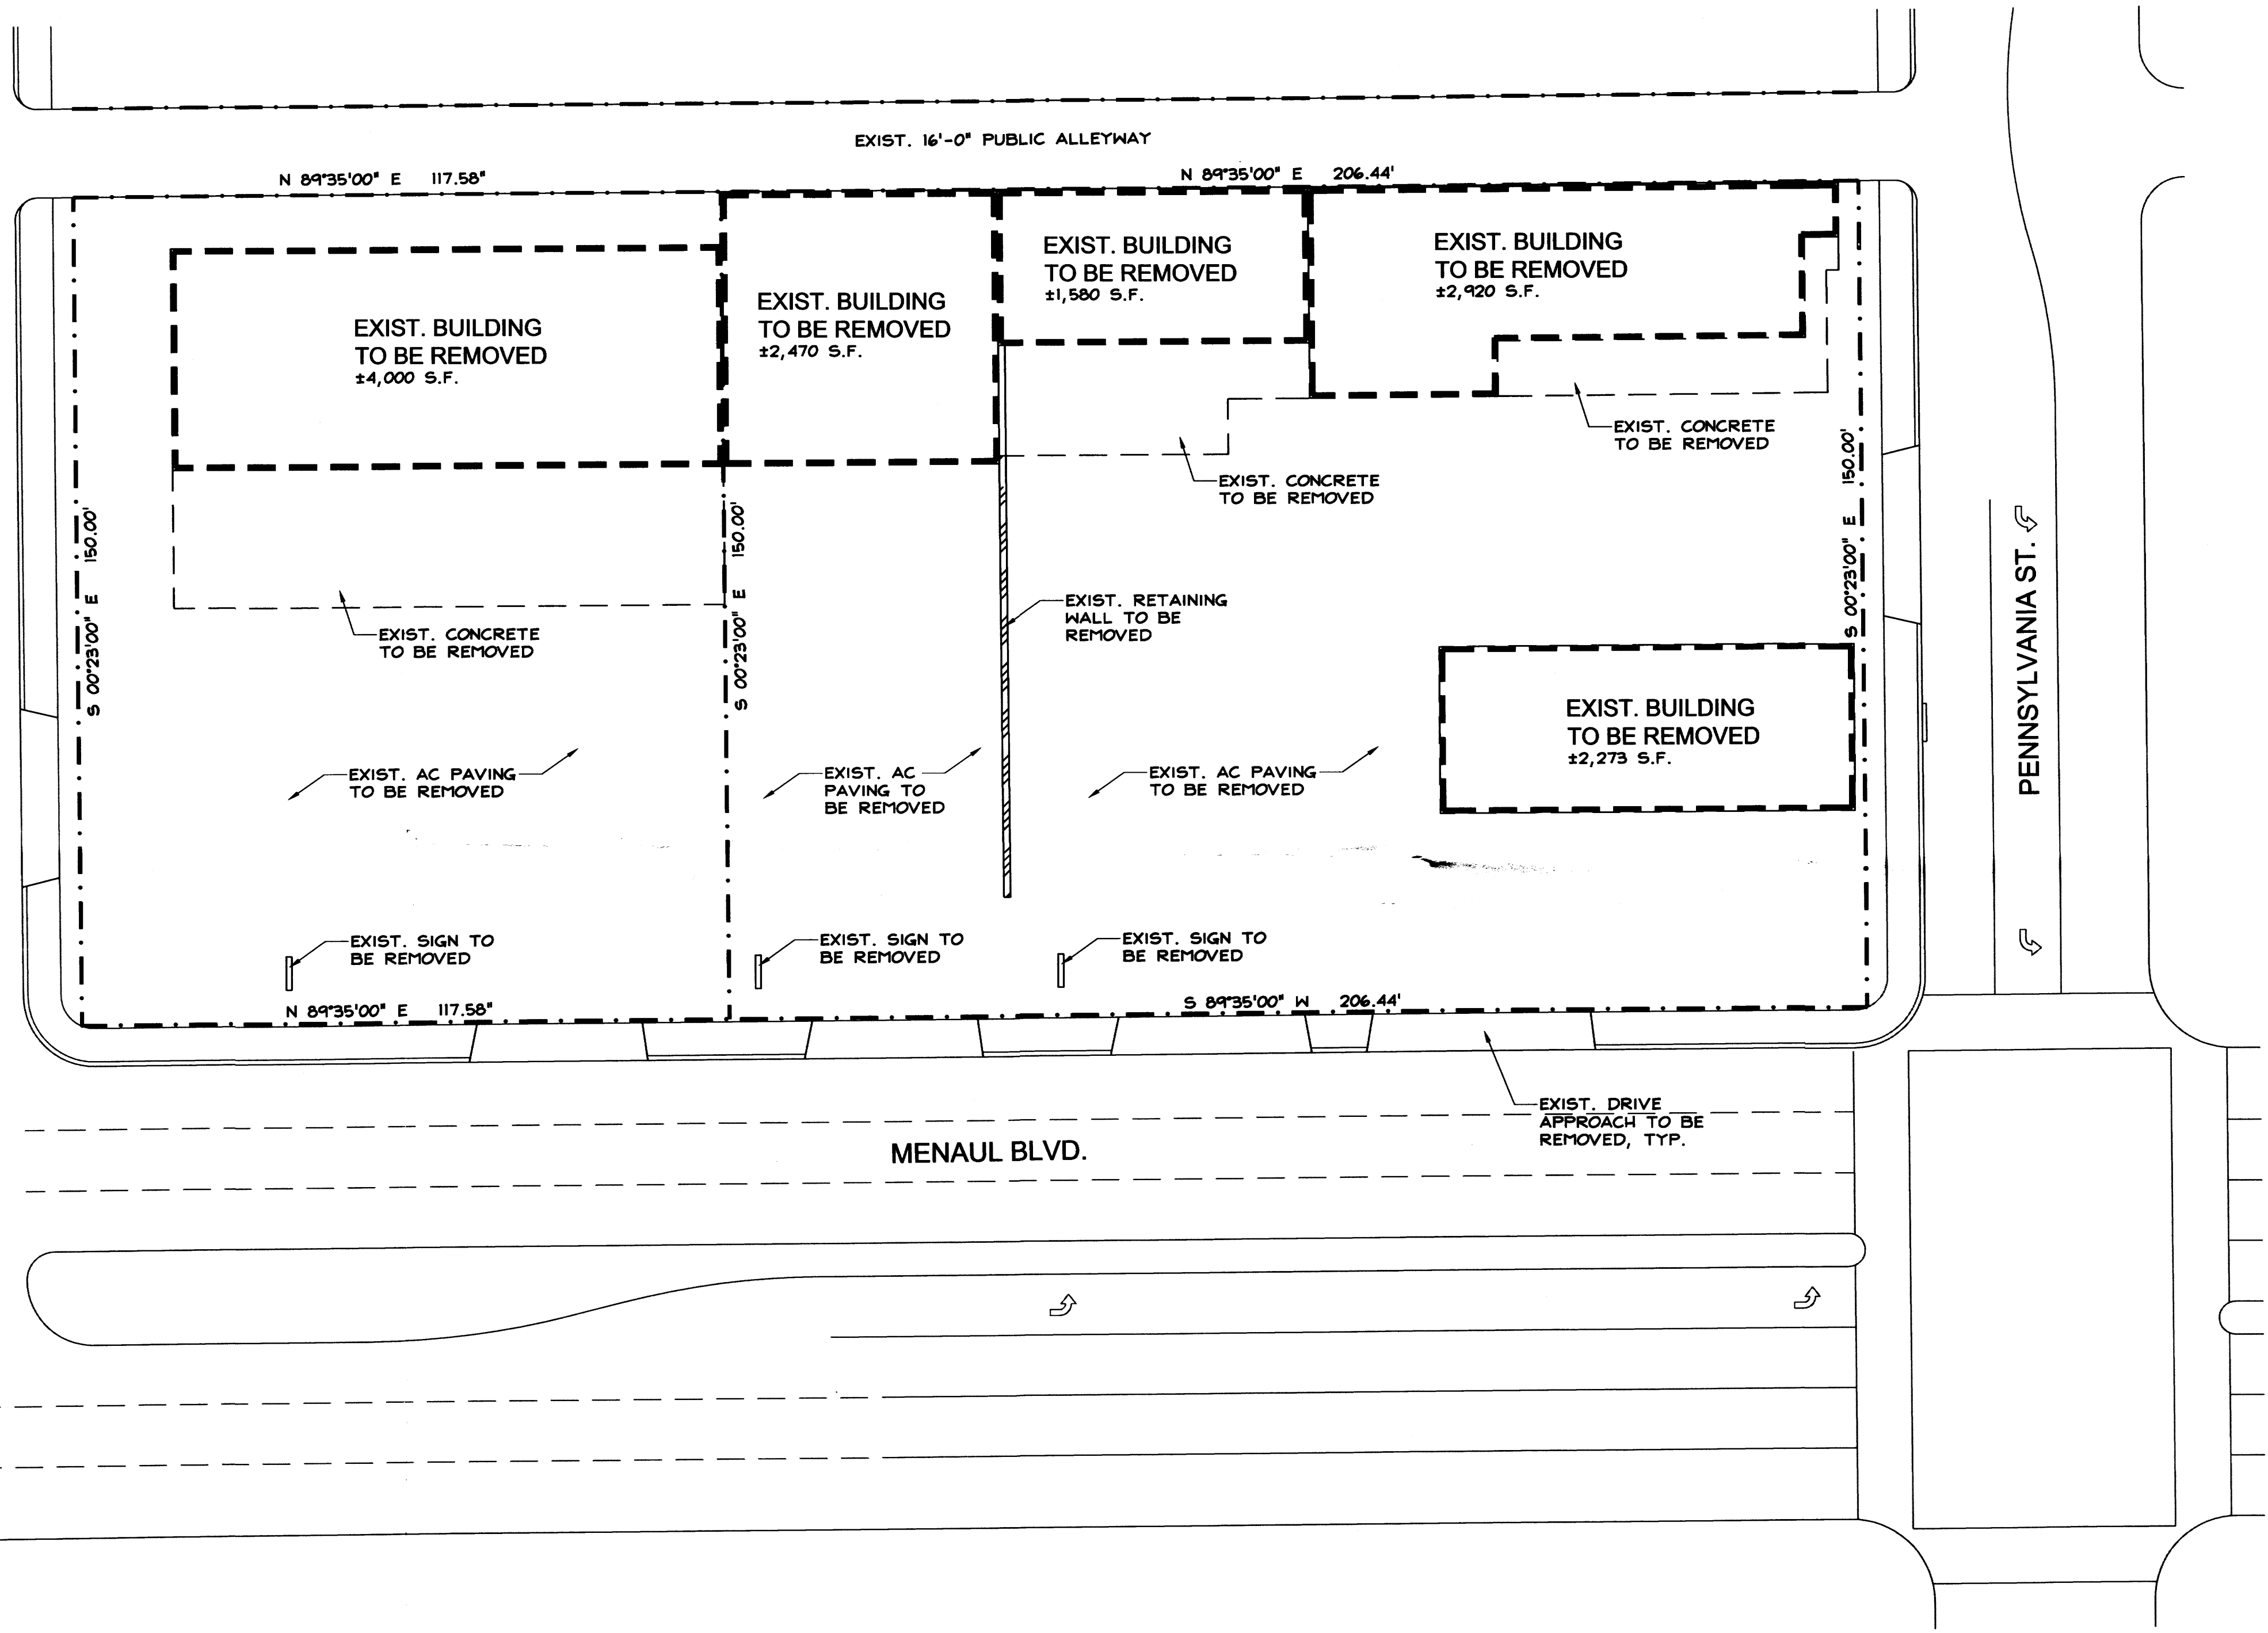 EXIST. 16'-0" PUBLIC ALLEYWAY
N 89°35'00" E 117.58"
N 89°35'00" E 206.44'
EXIST. BUILDING
TO BE REMOVED
±4,000 S.F.
EXIST. BUILDING
TO BE REMOVED
±2,470 S.F.
EXIST. BUILDING
TO BE REMOVED
±1,580 S.F.
EXIST. BUILDING
TO BE REMOVED
±2,920 S.F.
EXIST. CONCRETE
TO BE REMOVED
EXIST. CONCRETE
TO BE REMOVED
S 00°23'00" E 150.00'
S 00°23'00" E 150.00'
S 00°23'00" E 150.00'
PENNSYLVANIA ST.
EXIST. CONCRETE
TO BE REMOVED
EXIST. RETAINING
WALL TO BE
REMOVED
EXIST. BUILDING
TO BE REMOVED
±2,273 S.F.
EXIST. AC PAVING
TO BE REMOVED
EXIST. AC
PAVING TO
BE REMOVED
EXIST. AC PAVING
TO BE REMOVED
EXIST. SIGN TO
BE REMOVED
EXIST. SIGN TO
BE REMOVED
EXIST. SIGN TO
BE REMOVED
N 89°35'00" E 117.58"
S 89°35'00" W 206.44'
EXIST. DRIVE
APPROACH TO BE
REMOVED, TYP.
MENAUL BLVD.